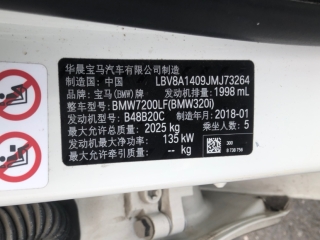 华晨宝马汽车有限公司制造
制造国: 中国 LBV8A1409JMJ73264
品牌: 宝马(BMW)牌 发动机排量: 1998 mL
整车型号: BMW7200LF(BMW320i)
发动机型号: B48B20C 制造年月: 2018-01
最大允许总质量: 2025 kg 乘坐人数: 5
发动机最大净功率: 135 kW
最大允许牵引质量: -- kg
300